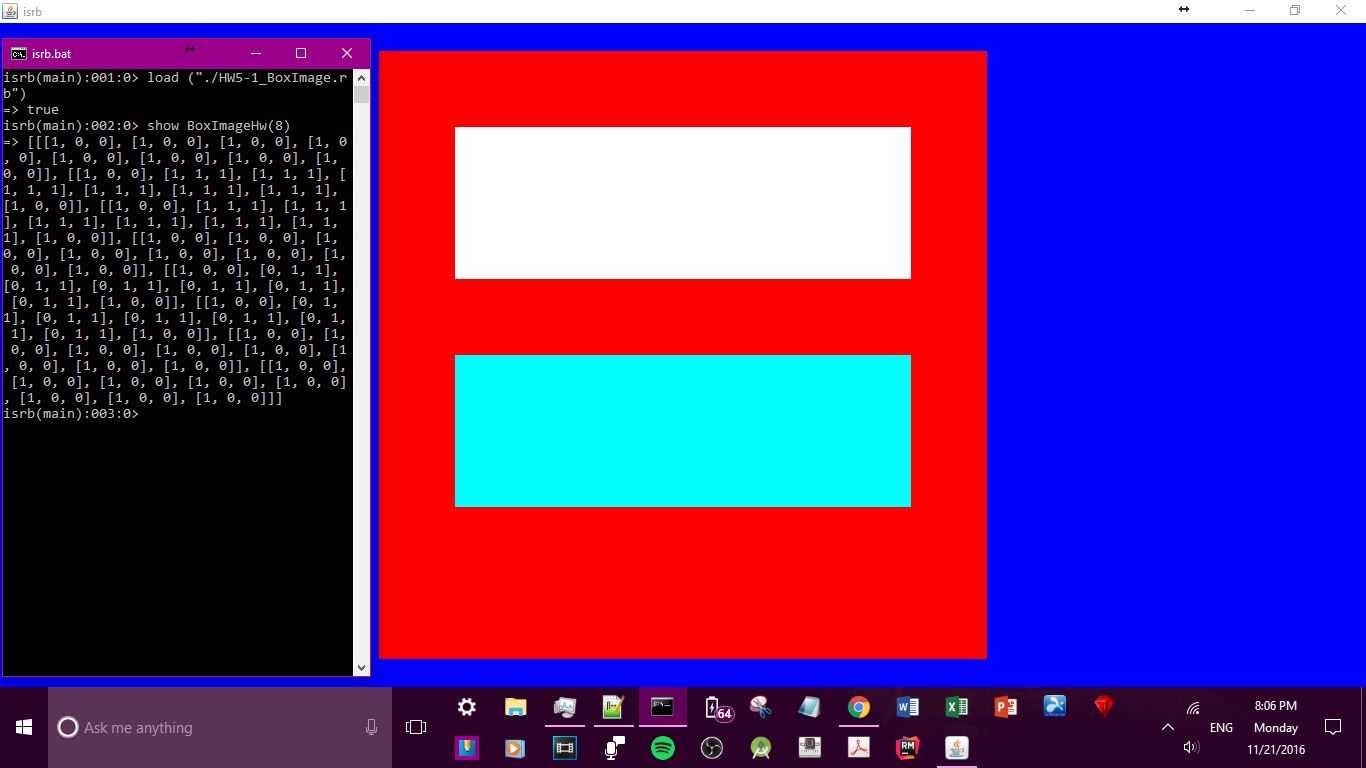 isrb
isrb.bat
isrb(main):001:0> load ("./HW5-1_BoxImage.r
b")
=> true
isrb(main):002:0> show BoxImageHw(8)
=> [[[1, 0, 0], [1, 0, 0], [1, 0, 0], [1, 0
, 0], [1, 0, 0], [1, 0, 0], [1, 0, 0], [1,
0, 0]], [[1, 0, 0], [1, 1, 1], [1, 1, 1], [
1, 1, 1], [1, 1, 1], [1, 1, 1], [1, 1, 1],
[1, 0, 0]], [[1, 0, 0], [1, 1, 1], [1, 1, 1
], [1, 1, 1], [1, 1, 1], [1, 1, 1], [1, 1,
1], [1, 0, 0]], [[1, 0, 0], [1, 0, 0], [1,
0, 0], [1, 0, 0], [1, 0, 0], [1, 0, 0], [1,
 0, 0], [1, 0, 0]], [[1, 0, 0], [0, 1, 1],
[0, 1, 1], [0, 1, 1], [0, 1, 1], [0, 1, 1],
 [0, 1, 1], [1, 0, 0]], [[1, 0, 0], [0, 1,
1], [0, 1, 1], [0, 1, 1], [0, 1, 1], [0, 1,
 1], [0, 1, 1], [1, 0, 0]], [[1, 0, 0], [1,
 0, 0], [1, 0, 0], [1, 0, 0], [1, 0, 0], [1
, 0, 0], [1, 0, 0], [1, 0, 0]], [[1, 0, 0],
 [1, 0, 0], [1, 0, 0], [1, 0, 0], [1, 0, 0]
, [1, 0, 0], [1, 0, 0], [1, 0, 0]]]
isrb(main):003:0>
Ask me anything
64
ENG
8:06 PM
Monday
11/21/2016